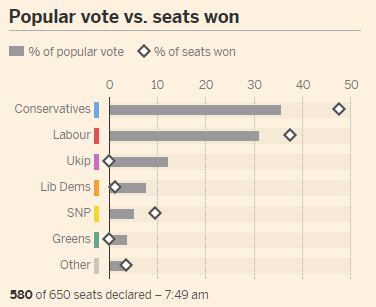 Popular vote vs. seats won
% of popular vote % of seats won
0 10 20 30 40 50
Conservatives
Labour
Ukip
Lib Dems
SNP
Greens
Other
580 of 650 seats declared – 7:49 am